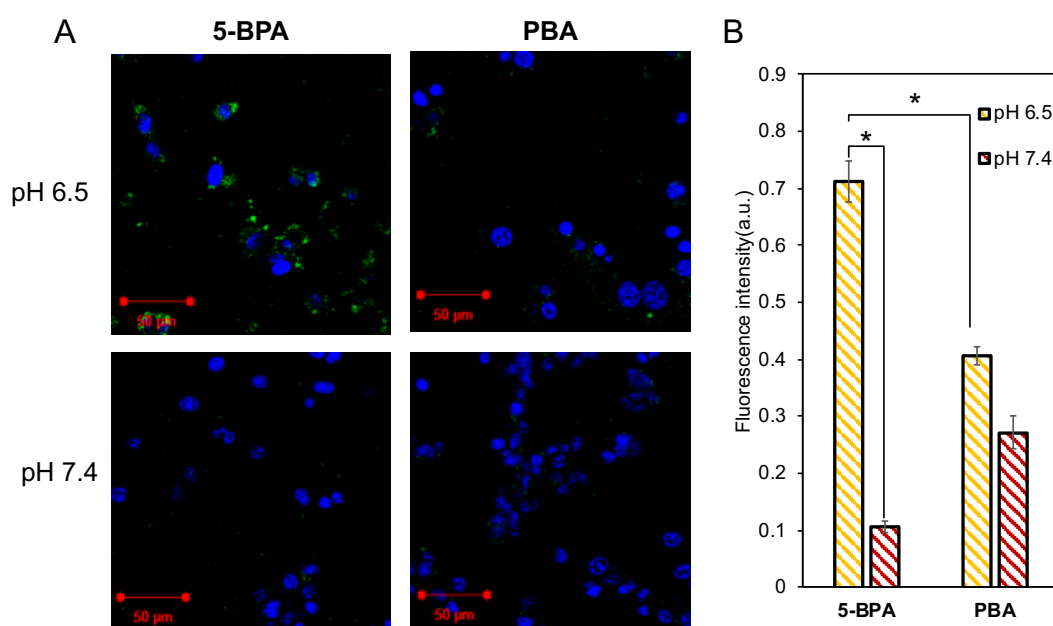 A
5-BPA
PBA
B
pH 6.5
pH 7.4
50 µm
50 µm
50 µm
50 µm
Fluorescence intensity(a.u.)
0.9
0.8
0.7
0.6
0.5
0.4
0.3
0.2
0.1
0
*
*
pH 6.5
pH 7.4
5-BPA
PBA